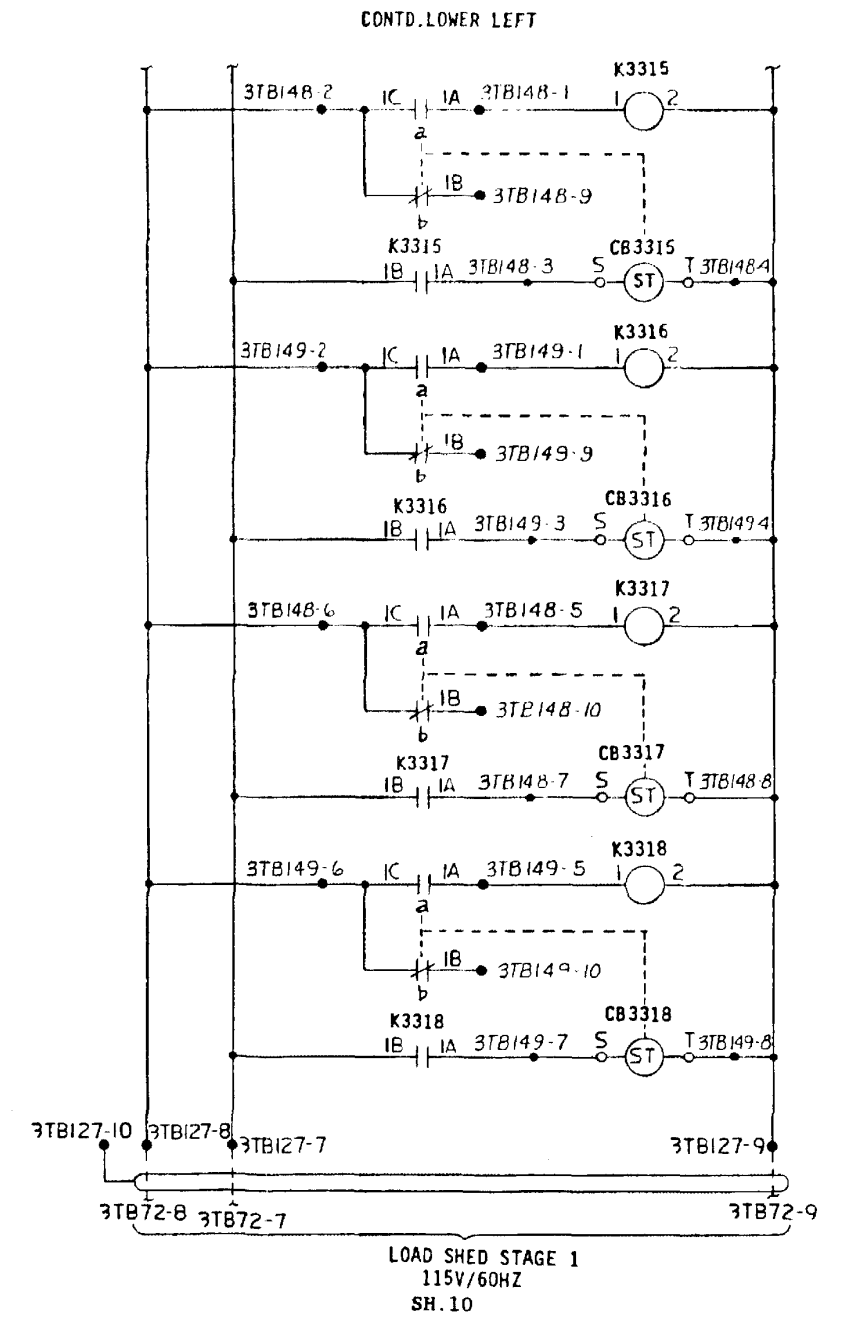 CONTD.LOWER LEFT
K3315
3TB148-2 1C 1A 3TB148-1 1 2
a
1B 3TB148-9
b
K3315 CB3315
1B 1A 3TB148-3 S ST T 3TB148-4
K3316
3TB149-2 1C 1A 3TB149-1 1 2
a
1B 3TB149-9
b
K3316 CB3316
1B 1A 3TB149-3 S ST T 3TB149-4
K3317
3TB148-6 1C 1A 3TB148-5 1 2
a
1B 3TB148-10
b
K3317 CB3317
1B 1A 3TB148-7 S ST T 3TB148-8
K3318
3TB149-6 1C 1A 3TB149-5 1 2
a
1B 3TB149-10
b
K3318 CB3318
1B 1A 3TB149-7 S ST T 3TB149-8
3TB127-10 3TB127-8 3TB127-7 3TB127-9
3TB72-8 3TB72-7 3TB72-9
LOAD SHED STAGE 1
115V/60HZ
SH.10